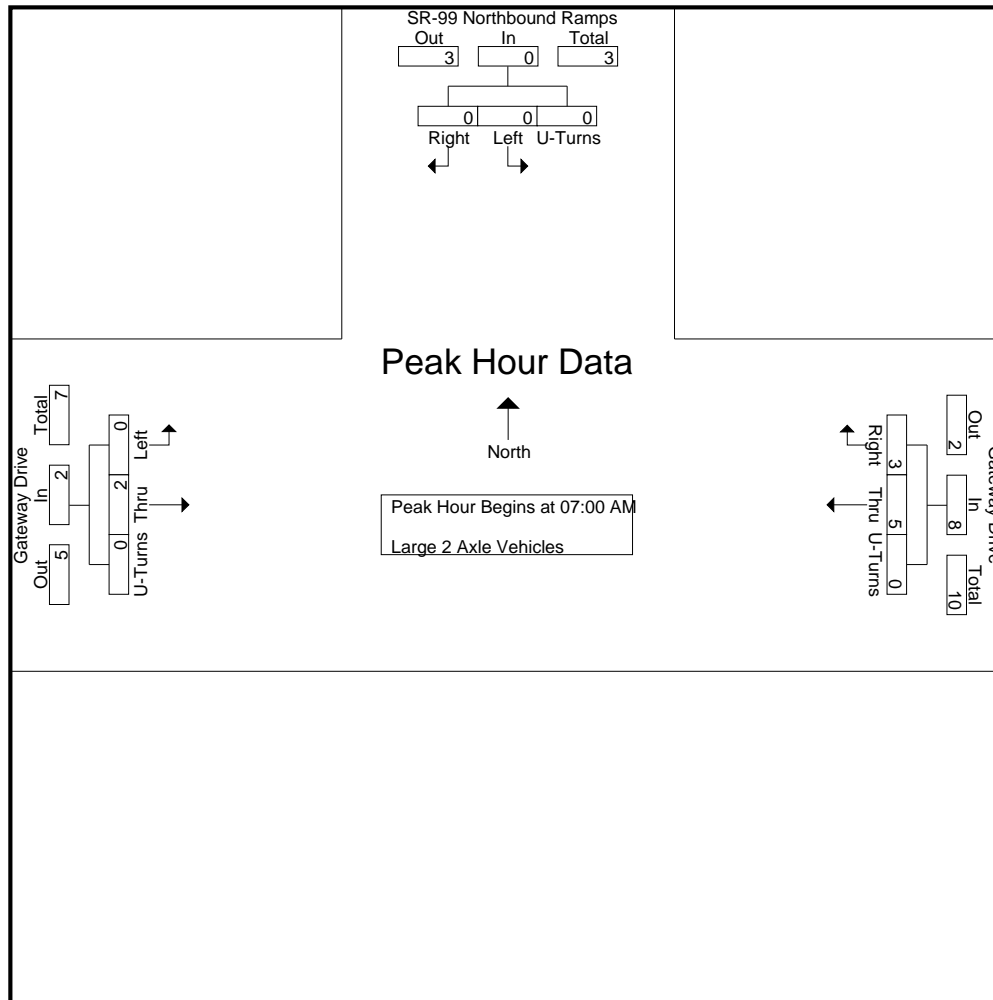 SR-99 Northbound Ramps
Out In Total
3 0 3
0 0 0
Right Left U-Turns
Peak Hour Data
North
Peak Hour Begins at 07:00 AM
Large 2 Axle Vehicles
Gateway Drive
Total In Out
7 2 5
0 2 0
Left Thru U-Turns
Gateway Drive
Out In Total
2 8 10
3 5 0
Right Thru U-Turns